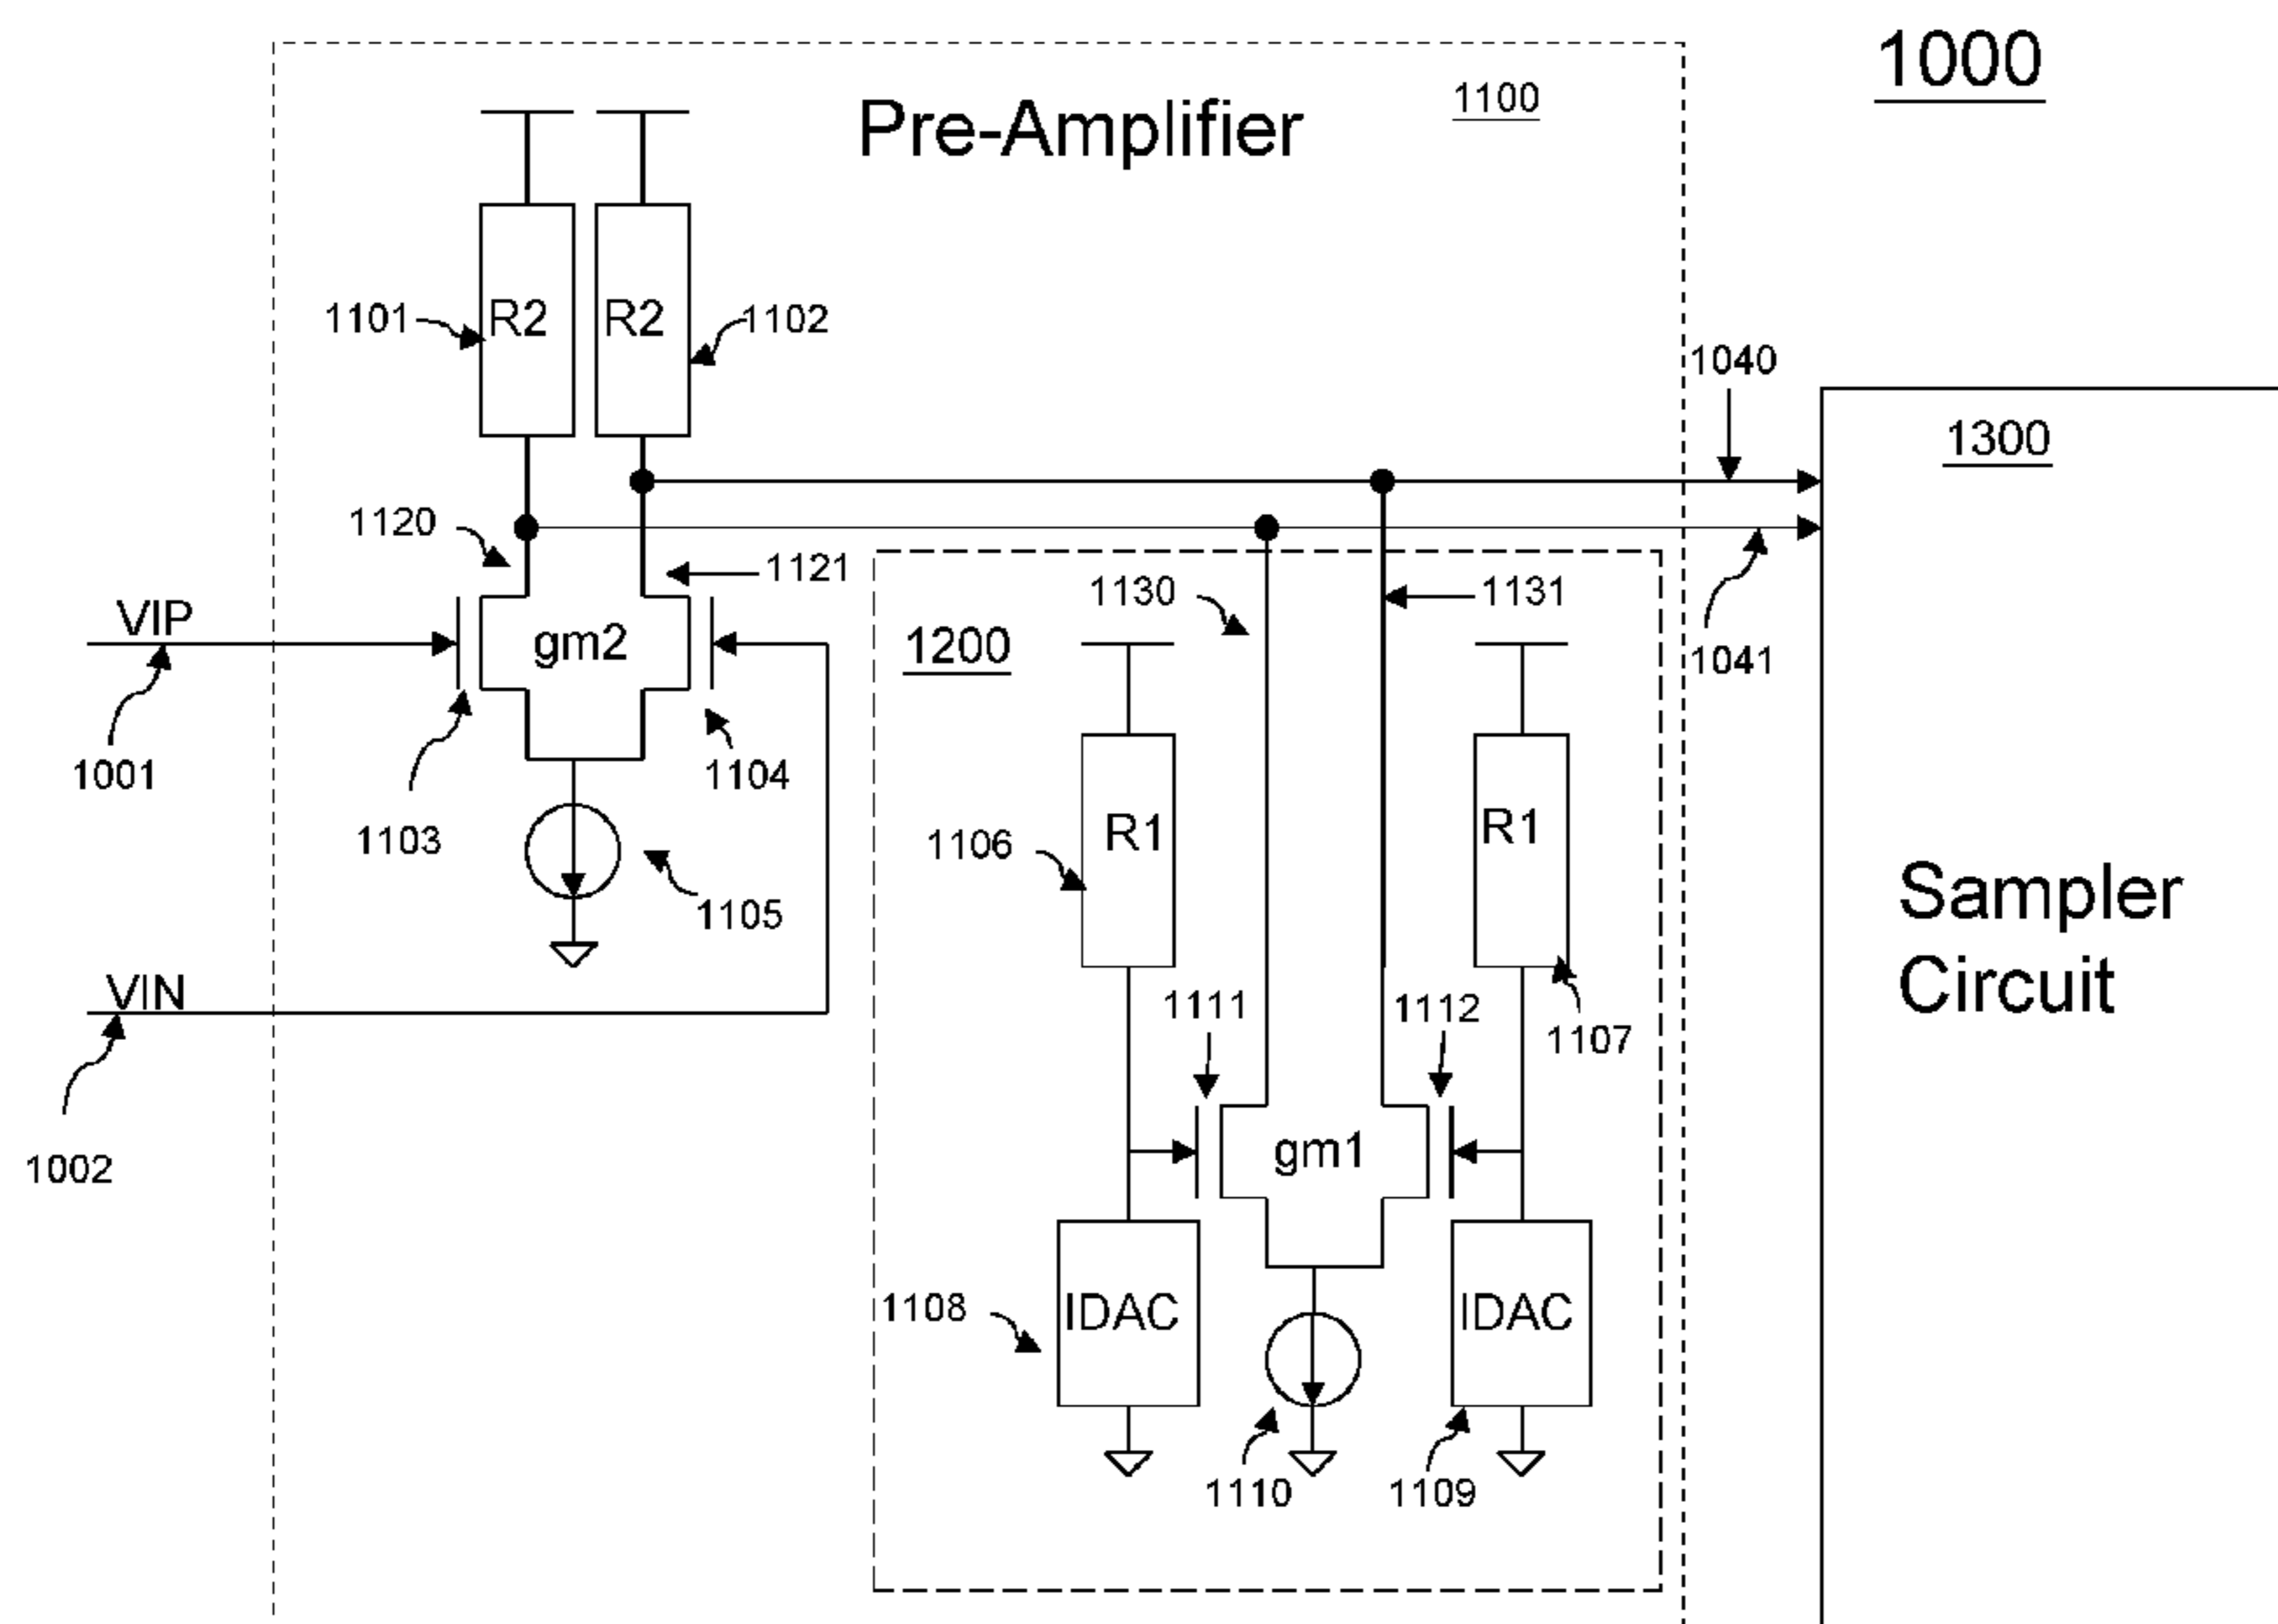 1000
1100
Pre-Amplifier
1101
R2
R2
1102
1040
1300
1120
1121
1130
1131
VIP
gm2
1200
1041
1001
1104
1103
1106
R1
R1
1105
Sampler
Circuit
VIN
1111
1112
1107
1002
gm1
1108
IDAC
IDAC
1110
1109